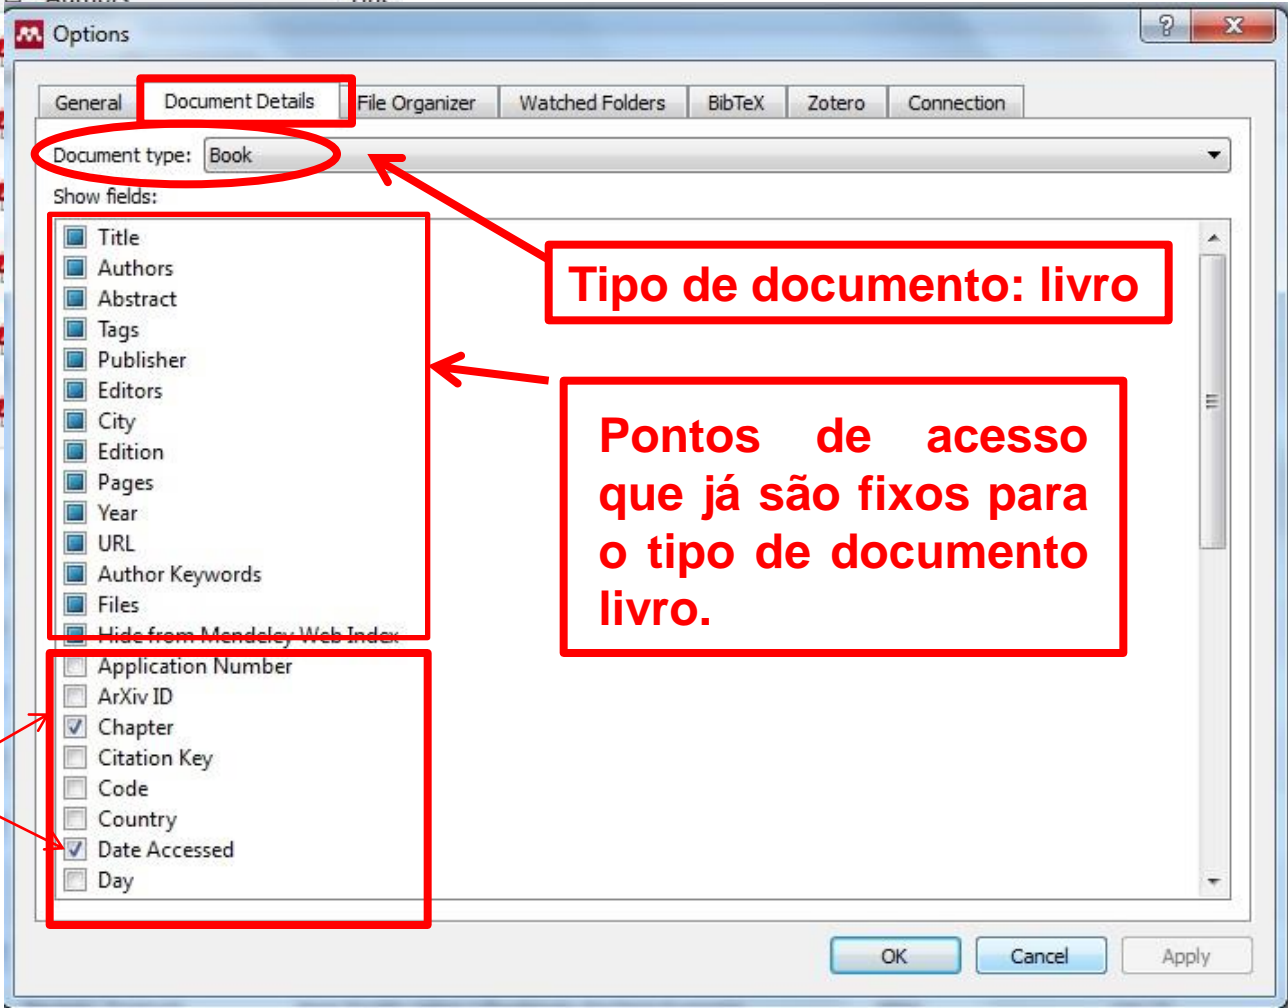 Options
General Document Details File Organizer Watched Folders BibTeX Zotero Connection
Document type: Book
Show fields:
Title
Authors
Abstract
Tags
Publisher
Editors
City
Edition
Pages
Year
URL
Author Keywords
Files
Hide from Mendeley Web Index
Application Number
ArXiv ID
Chapter
Citation Key
Code
Country
Date Accessed
Day
Tipo de documento: livro
Pontos de acesso
que já são fixos para
o tipo de documento
livro.
OK Cancel Apply